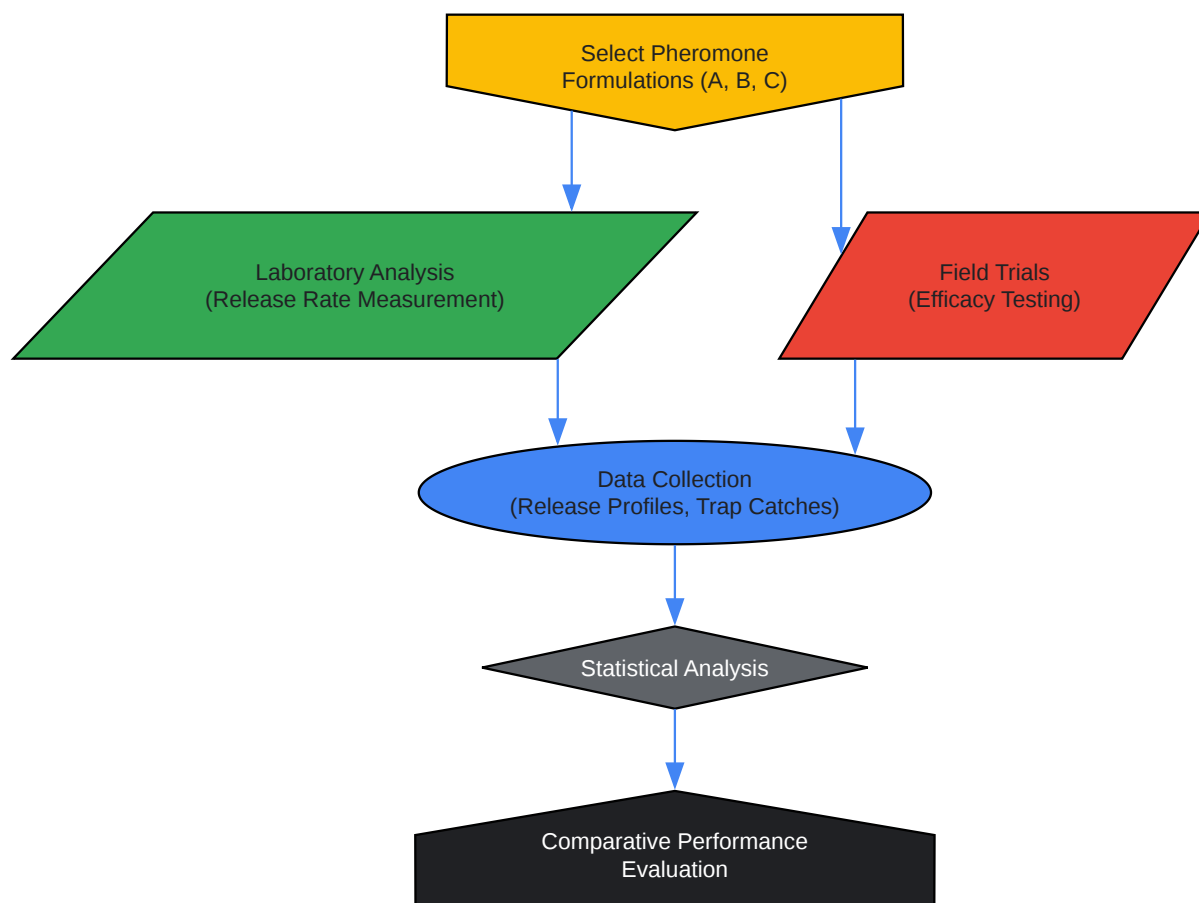 Select Pheromone
Formulations (A, B, C)
Laboratory Analysis
(Release Rate Measurement)
Field Trials
(Efficacy Testing)
Data Collection
(Release Profiles, Trap Catches)
Statistical Analysis
Comparative Performance
Evaluation